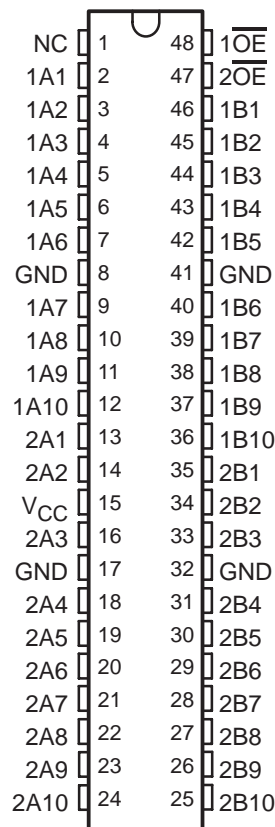 NC 1 48 1O̅E̅
1A1 2 47 2O̅E̅
1A2 3 46 1B1
1A3 4 45 1B2
1A4 5 44 1B3
1A5 6 43 1B4
1A6 7 42 1B5
GND 8 41 GND
1A7 9 40 1B6
1A8 10 39 1B7
1A9 11 38 1B8
1A10 12 37 1B9
2A1 13 36 1B10
2A2 14 35 2B1
VCC 15 34 2B2
2A3 16 33 2B3
GND 17 32 GND
2A4 18 31 2B4
2A5 19 30 2B5
2A6 20 29 2B6
2A7 21 28 2B7
2A8 22 27 2B8
2A9 23 26 2B9
2A10 24 25 2B10